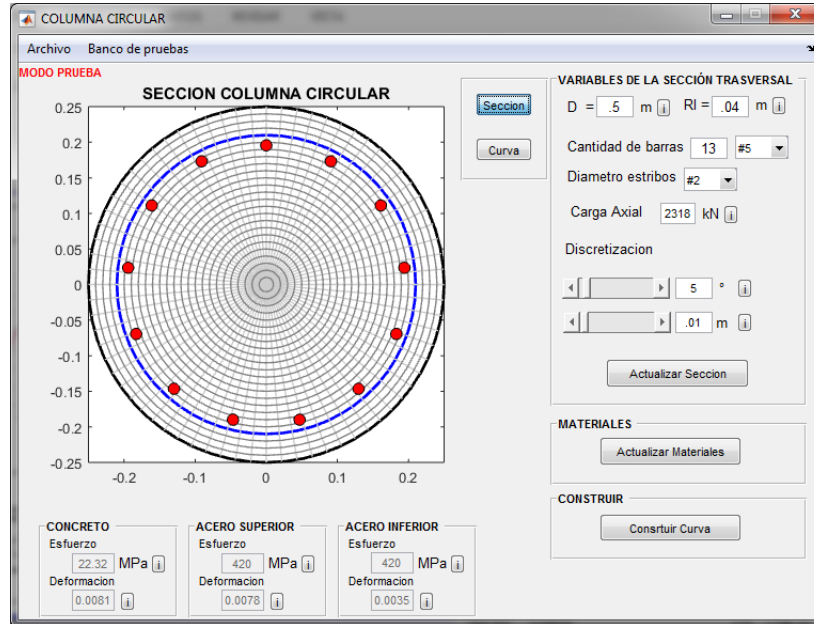 COLUMNA CIRCULAR
Archivo Banco de pruebas
MODO PRUEBA
SECCION COLUMNA CIRCULAR
0.25
0.2
0.15
0.1
0.05
0
-0.05
-0.1
-0.15
-0.2
-0.25
-0.2 -0.1 0 0.1 0.2
Seccion
Curva
VARIABLES DE LA SECCIÓN TRASVERSAL
D = .5 m i RI = .04 m i
Cantidad de barras 13 #5
Diametro estribos #2
Carga Axial 2318 kN i
Discretizacion
5 ° i
.01 m i
Actualizar Seccion
MATERIALES
Actualizar Materiales
CONSTRUIR
Consrtuir Curva
CONCRETO
Esfuerzo
22.32 MPa i
Deformacion
0.0081 i
ACERO SUPERIOR
Esfuerzo
420 MPa i
Deformacion
0.0078 i
ACERO INFERIOR
Esfuerzo
420 MPa i
Deformacion
0.0035 i